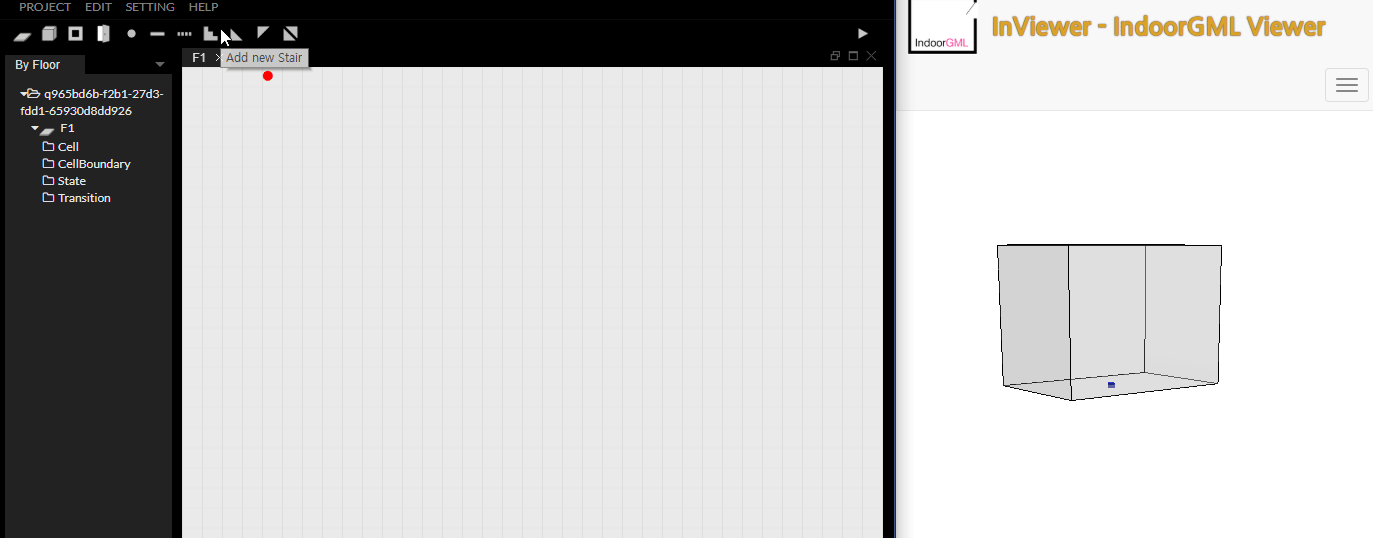 PROJECT EDIT SETTING HELP
By Floor
q965bd6b-f2b1-27d3-
fdd1-65930d8dd926
F1
Cell
CellBoundary
State
Transition
F1
Add new Stair
IndoorGML
InViewer - IndoorGML Viewer